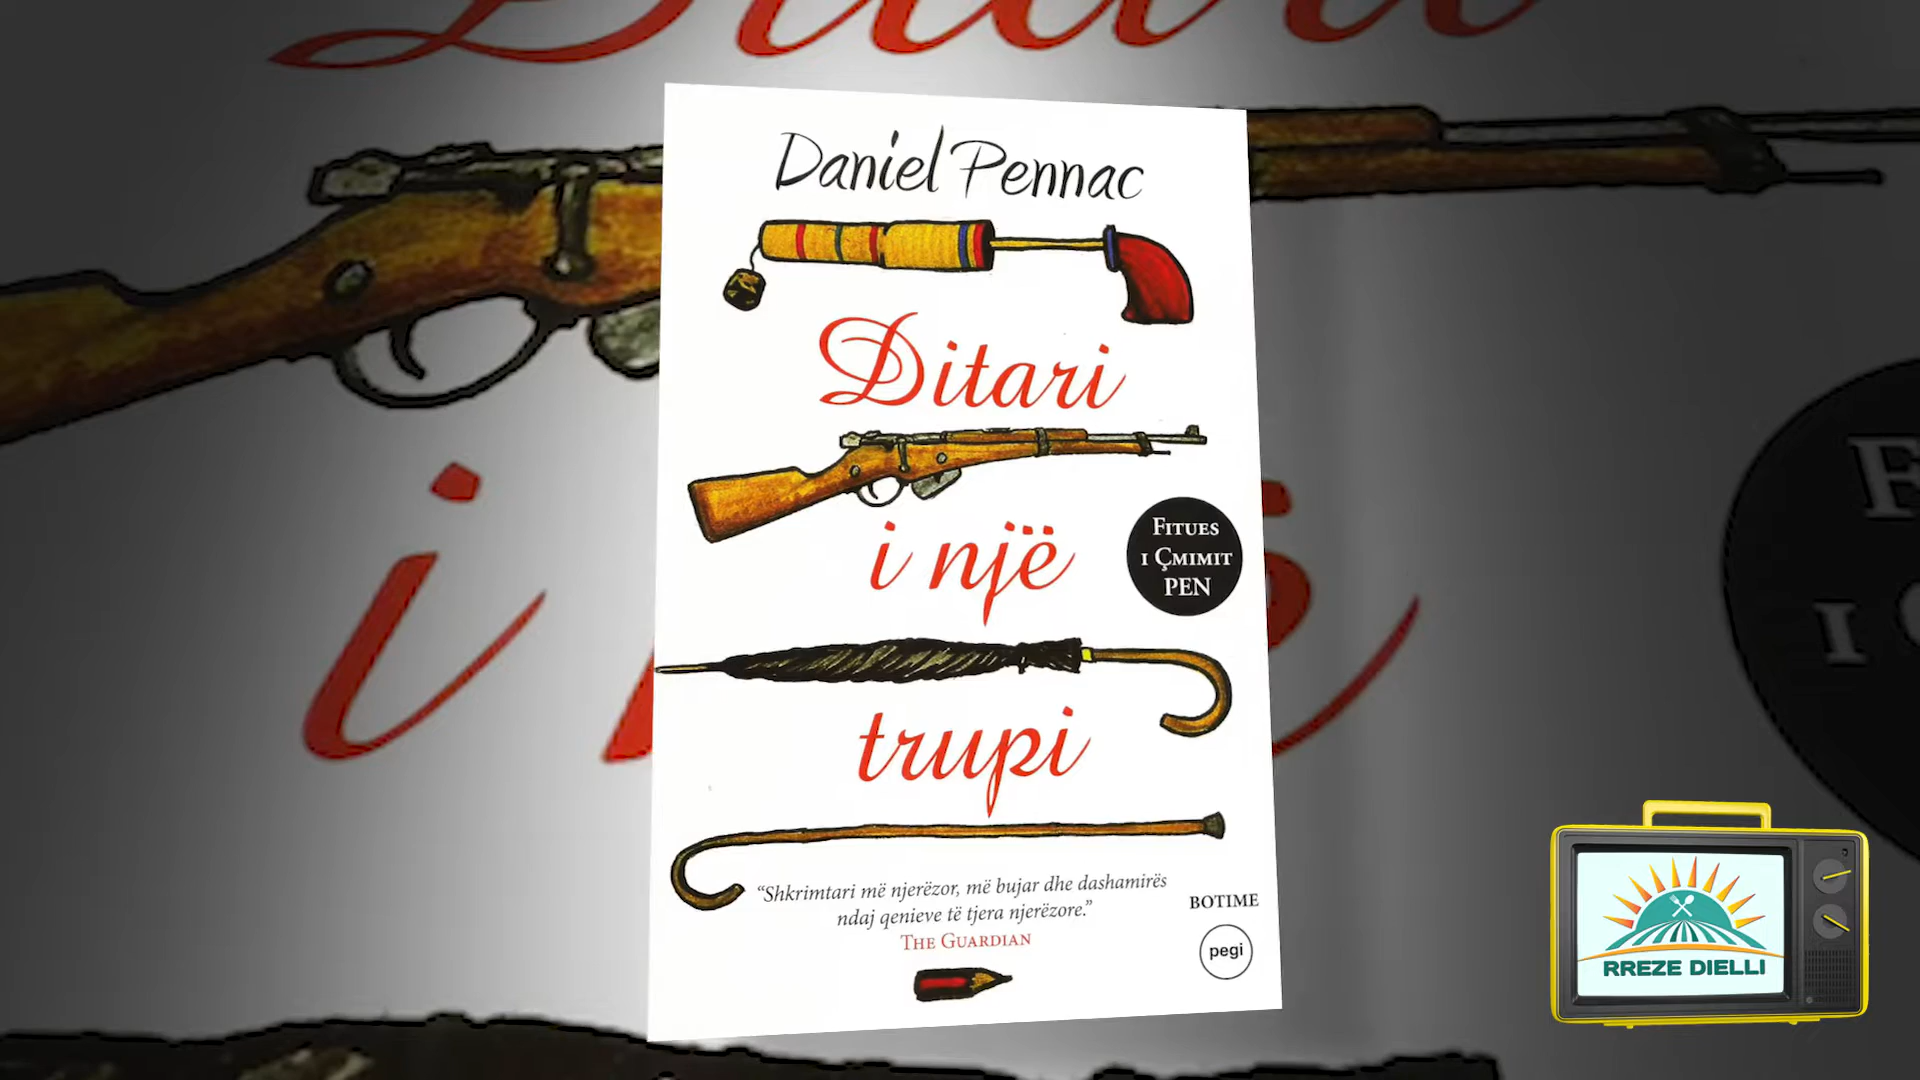 Daniel Pennac
Ditari
i një
trupi
FITUES
I ÇMIMIT
PEN
“Shkrimtari më njerëzor, më bujar dhe dashamirës
ndaj qenieve të tjera njerëzore.”
THE GUARDIAN
BOTIME
pegi
RREZE DIELLI